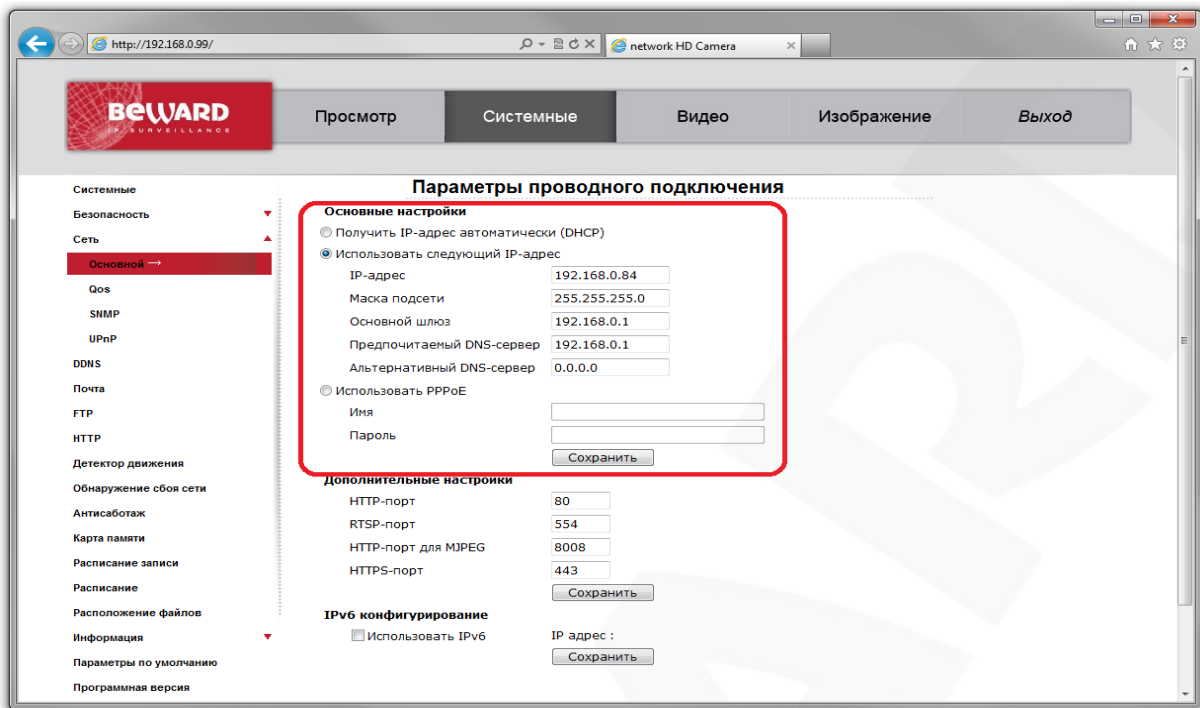 http://192.168.0.99/
network HD Camera
BEWARD
IP SURVEILLANCE
Просмотр
Системные
Видео
Изображение
Выход
Системные
Безопасность
Сеть
Основной →
Qos
SNMP
UPnP
DDNS
Почта
FTP
HTTP
Детектор движения
Обнаружение сбоя сети
Антисаботаж
Карта памяти
Расписание записи
Расписание
Расположение файлов
Информация
Параметры по умолчанию
Программная версия
Параметры проводного подключения
Основные настройки
Получить IP-адрес автоматически (DHCP)
Использовать следующий IP-адрес
IP-адрес 192.168.0.84
Маска подсети 255.255.255.0
Основной шлюз 192.168.0.1
Предпочитаемый DNS-сервер 192.168.0.1
Альтернативный DNS-сервер 0.0.0.0
Использовать PPPoE
Имя
Пароль
Сохранить
Дополнительные настройки
HTTP-порт 80
RTSP-порт 554
HTTP-порт для MJPEG 8008
HTTPS-порт 443
Сохранить
IPv6 конфигурирование
Использовать IPv6 IP адрес :
Сохранить